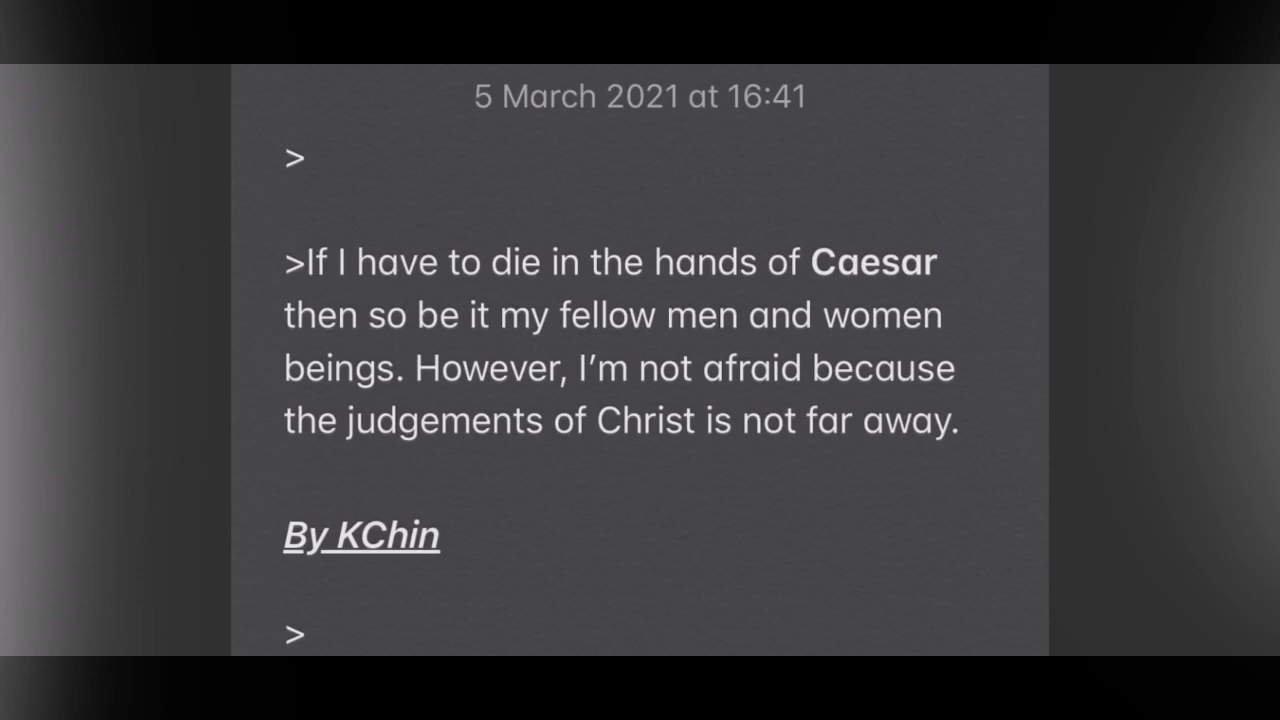 5 March 2021 at 16:41
>
>If I have to die in the hands of Caesar
then so be it my fellow men and women
beings. However, I’m not afraid because
the judgements of Christ is not far away.
By KChin
>